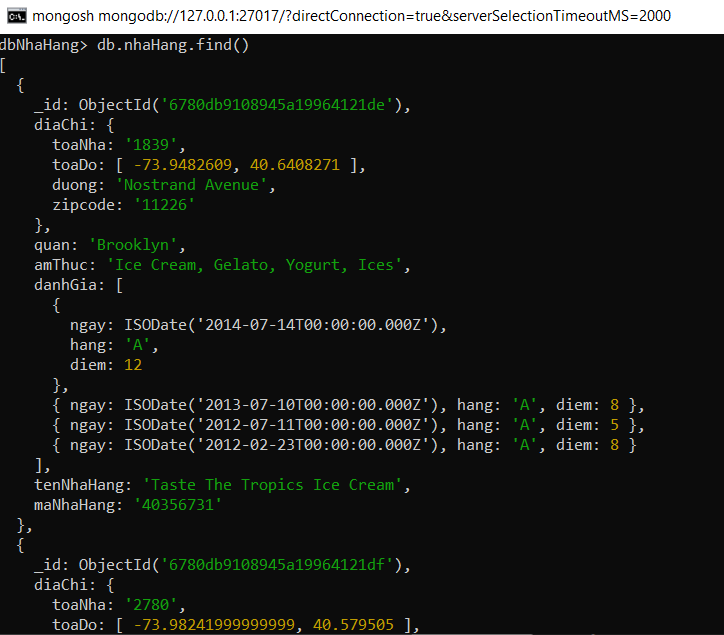 mongosh mongodb://127.0.0.1:27017/?directConnection=true&serverSelectionTimeoutMS=2000
dbNhaHang> db.nhaHang.find()
[
  {
    _id: ObjectId('6780db9108945a19964121de'),
    diaChi: {
      toaNha: '1839',
      toaDo: [ -73.9482609, 40.6408271 ],
      duong: 'Nostrand Avenue',
      zipcode: '11226'
    },
    quan: 'Brooklyn',
    amThuc: 'Ice Cream, Gelato, Yogurt, Ices',
    danhGia: [
      {
        ngay: ISODate('2014-07-14T00:00:00.000Z'),
        hang: 'A',
        diem: 12
      },
      { ngay: ISODate('2013-07-10T00:00:00.000Z'), hang: 'A', diem: 8 },
      { ngay: ISODate('2012-07-11T00:00:00.000Z'), hang: 'A', diem: 5 },
      { ngay: ISODate('2012-02-23T00:00:00.000Z'), hang: 'A', diem: 8 }
    ],
    tenNhaHang: 'Taste The Tropics Ice Cream',
    maNhaHang: '40356731'
  },
  {
    _id: ObjectId('6780db9108945a19964121df'),
    diaChi: {
      toaNha: '2780',
      toaDo: [ -73.98241999999999, 40.579505 ],